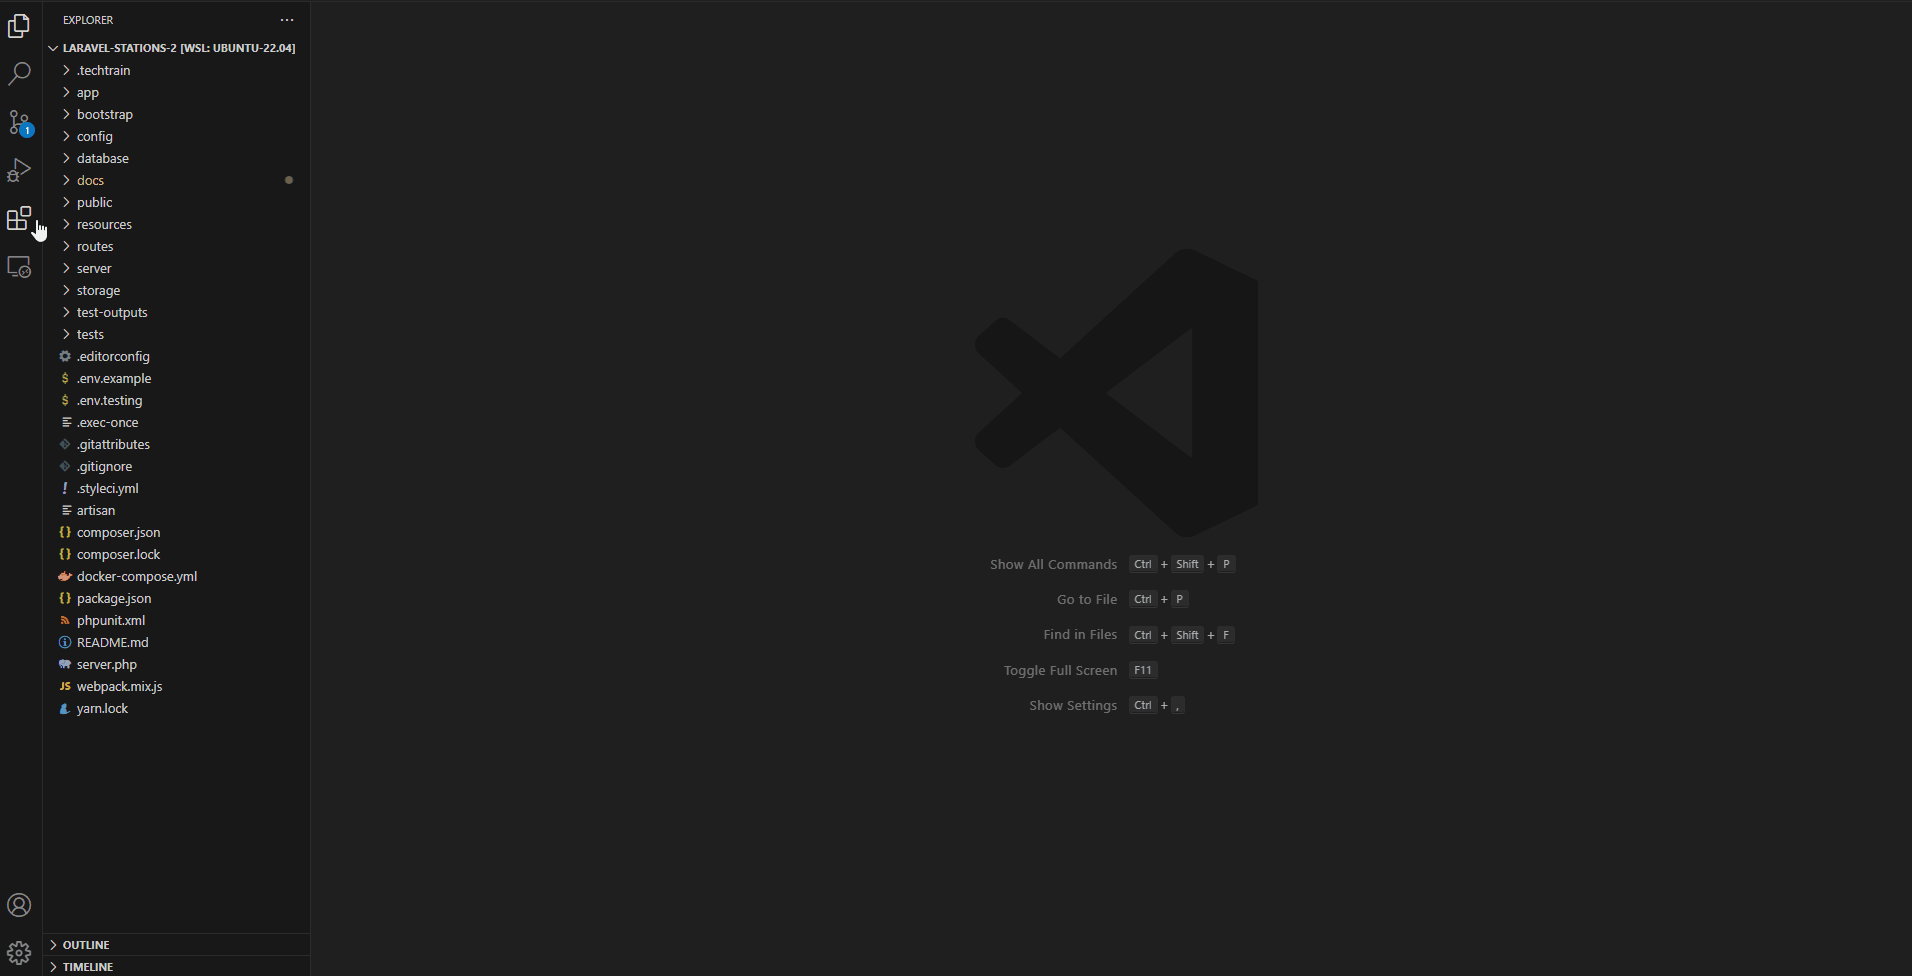 EXPLORER
LARAVEL-STATIONS-2 [WSL: UBUNTU-22.04]
.techtrain
app
1
bootstrap
config
database
docs
public
resources
routes
server
storage
test-outputs
tests
.editorconfig
$ .env.example
$ .env.testing
.exec-once
.gitattributes
.gitignore
! .styleci.yml
artisan
{} composer.json
{} composer.lock
docker-compose.yml
{} package.json
phpunit.xml
README.md
server.php
JS webpack.mix.js
yarn.lock
OUTLINE
TIMELINE
Show All Commands Ctrl + Shift + P
Go to File Ctrl + P
Find in Files Ctrl + Shift + F
Toggle Full Screen F11
Show Settings Ctrl + ,